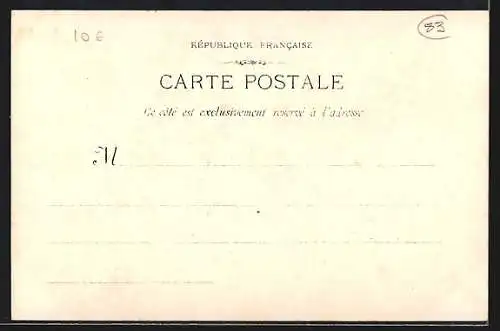 10 €
83
RÉPUBLIQUE FRANÇAISE
CARTE POSTALE
Ce côté est exclusivement réservé à l'adresse
M